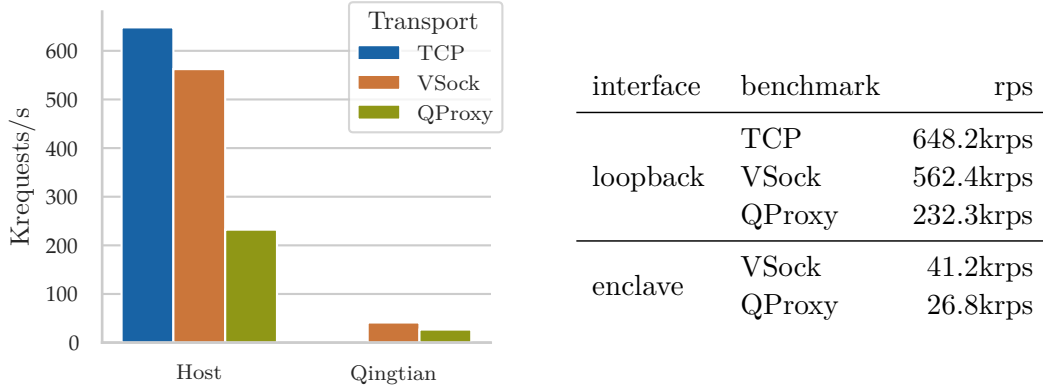 Krequests/s
600
500
400
300
200
100
0
Host
Qingtian
Transport
TCP
VSock
QProxy
interface benchmark rps
loopback
TCP 648.2krps
VSock 562.4krps
QProxy 232.3krps
enclave
VSock 41.2krps
QProxy 26.8krps